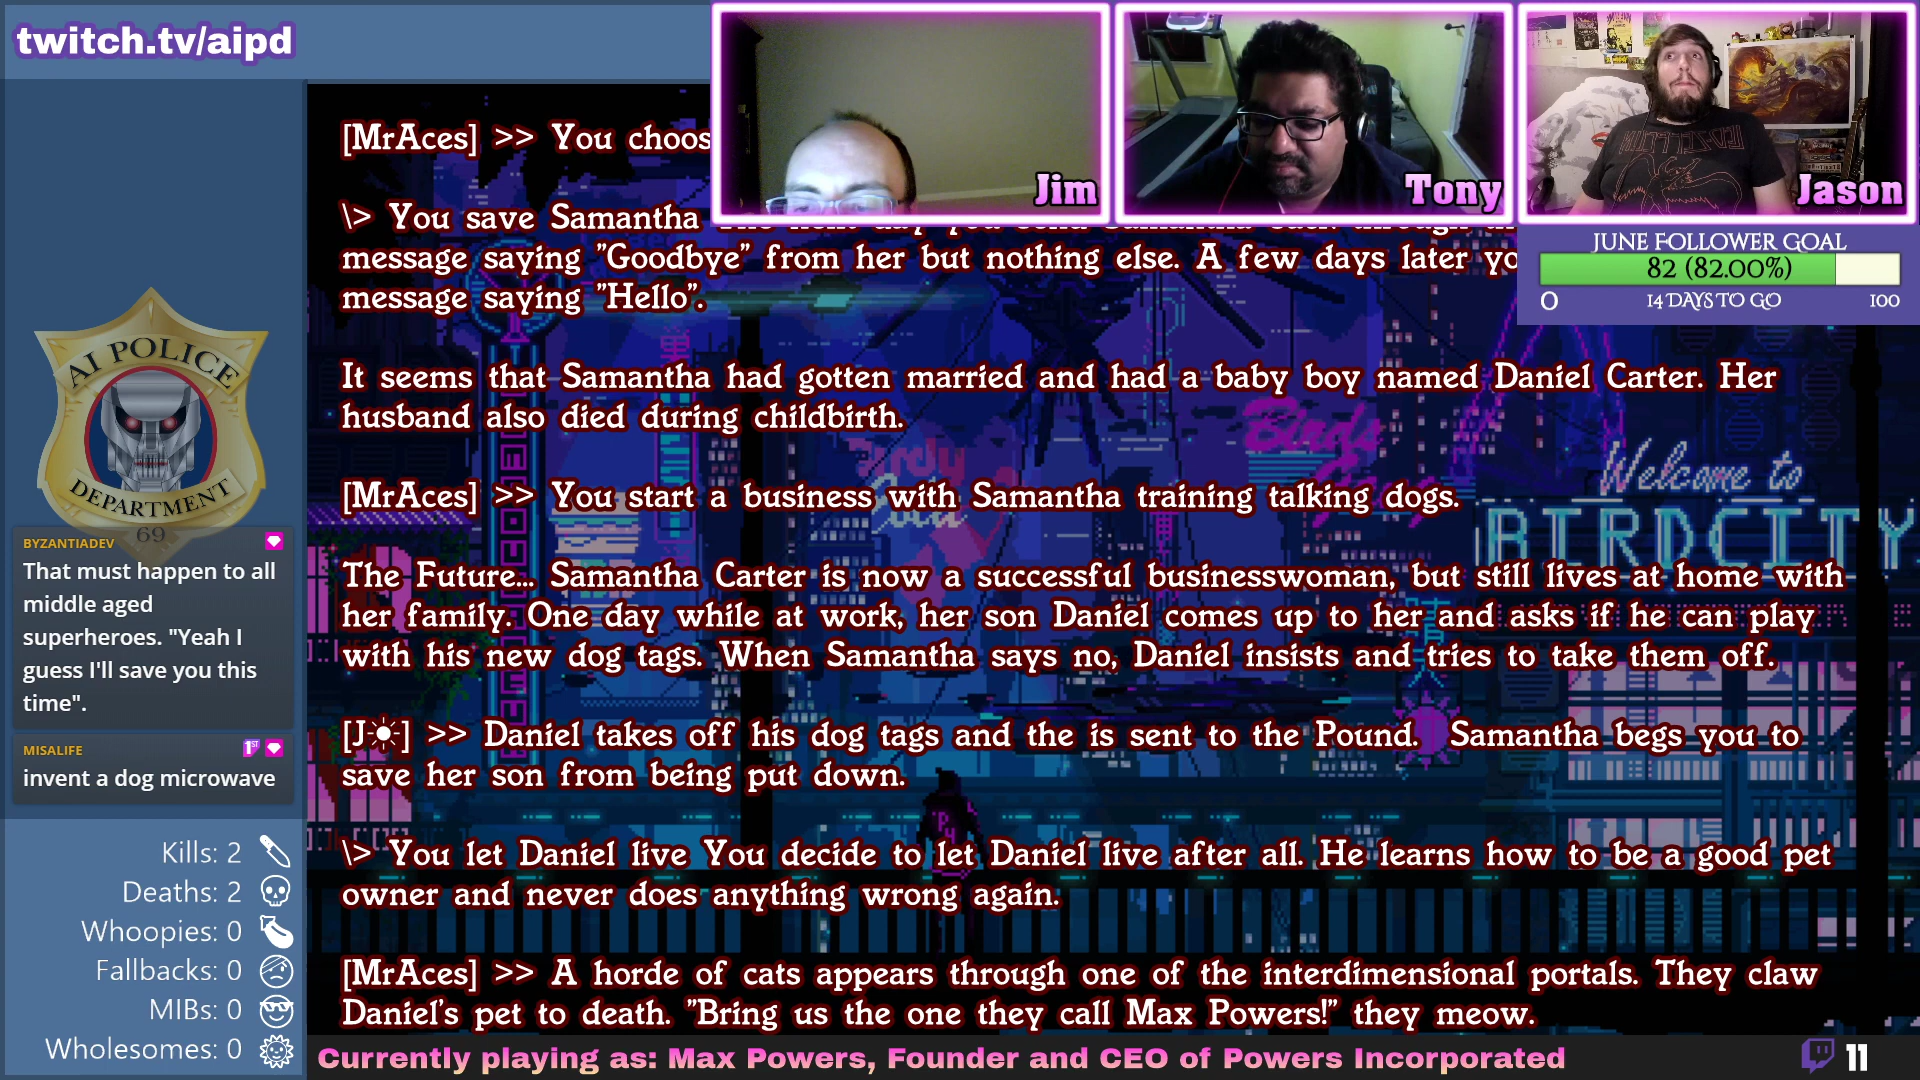 twitch.tv/aipd
Jim
Tony
Jason
JUNE FOLLOWER GOAL
82 (82.00%)
0 14 DAYS TO GO 100
[MrAces] >> You choos
\> You save Samantha
message saying "Goodbye" from her but nothing else. A few days later yo
message saying "Hello".
It seems that Samantha had gotten married and had a baby boy named Daniel Carter. Her
husband also died during childbirth.
[MrAces] >> You start a business with Samantha training talking dogs.
The Future... Samantha Carter is now a successful businesswoman, but still lives at home with
her family. One day while at work, her son Daniel comes up to her and asks if he can play
with his new dog tags. When Samantha says no, Daniel insists and tries to take them off.
[J☀] >> Daniel takes off his dog tags and the is sent to the Pound. Samantha begs you to
save her son from being put down.
\> You let Daniel live You decide to let Daniel live after all. He learns how to be a good pet
owner and never does anything wrong again.
[MrAces] >> A horde of cats appears through one of the interdimensional portals. They claw
Daniel's pet to death. "Bring us the one they call Max Powers!" they meow.
Welcome to
BIRDCITY
Birds
AI POLICE
DEPARTMENT
69
BYZANTIADEV
That must happen to all
middle aged
superheroes. "Yeah I
guess I'll save you this
time".
MISALIFE 1ST
invent a dog microwave
Kills: 2
Deaths: 2
Whoopies: 0
Fallbacks: 0
MIBs: 0
Wholesomes: 0
Currently playing as: Max Powers, Founder and CEO of Powers Incorporated
11